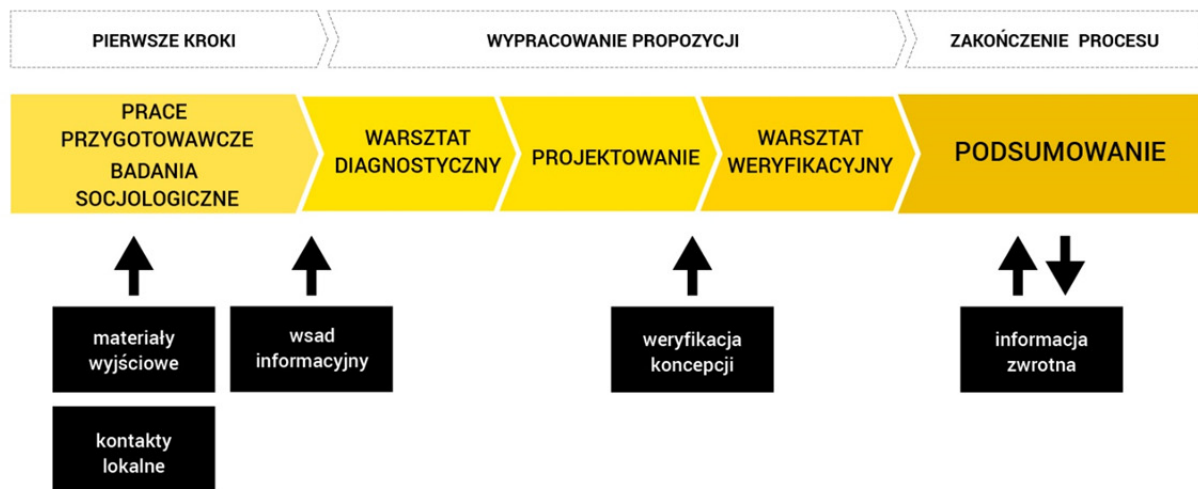 PIERWSZE KROKI
WYPRACOWANIE PROPOZYCJI
ZAKOŃCZENIE PROCESU
PRACE
PRZYGOTOWAWCZE
BADANIA
SOCJOLOGICZNE
WARSZTAT
DIAGNOSTYCZNY
PROJEKTOWANIE
WARSZTAT
WERYFIKACYJNY
PODSUMOWANIE
materiały
wyjściowe
wsad
informacyjny
weryfikacja
koncepcji
informacja
zwrotna
kontakty
lokalne